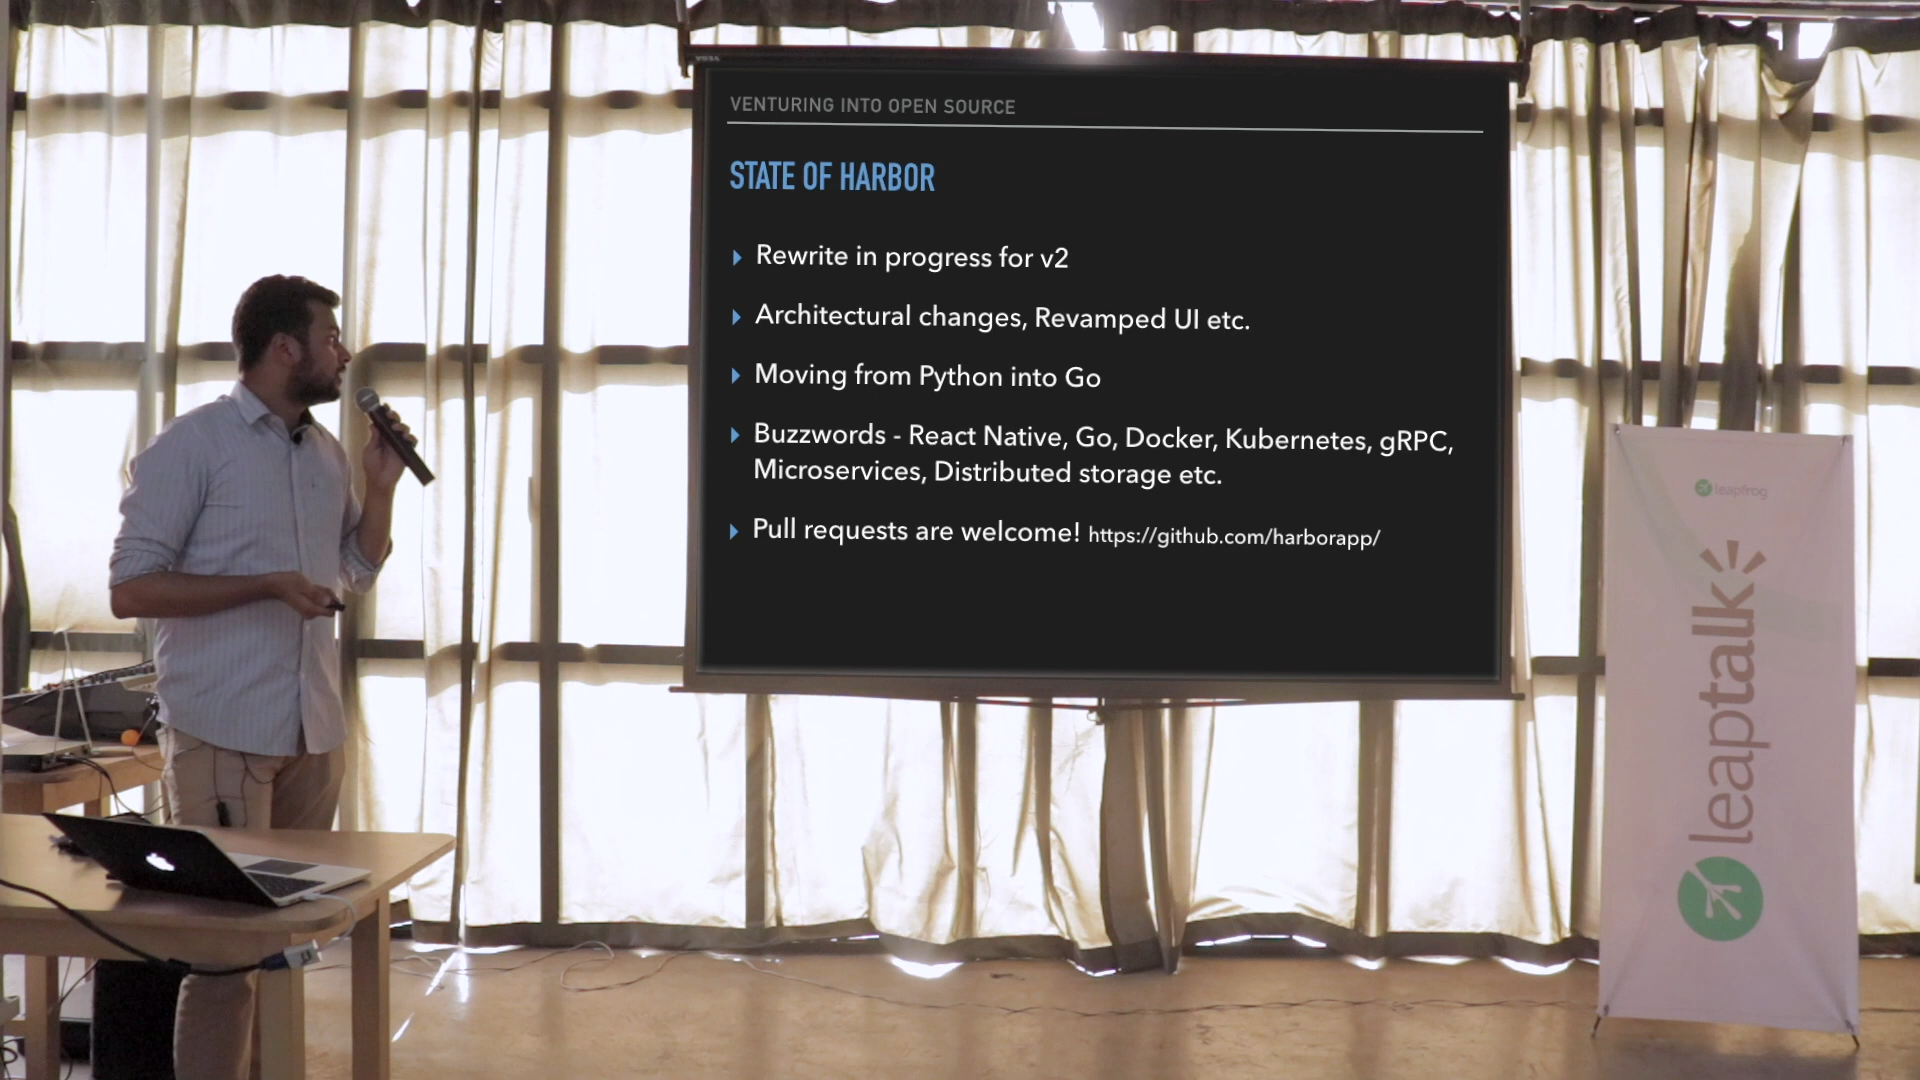 VEGA
VENTURING INTO OPEN SOURCE
STATE OF HARBOR
Rewrite in progress for v2
Architectural changes, Revamped UI etc.
Moving from Python into Go
Buzzwords - React Native, Go, Docker, Kubernetes, gRPC,
Microservices, Distributed storage etc.
Pull requests are welcome! https://github.com/harborapp/
leapfrog
leaptalk